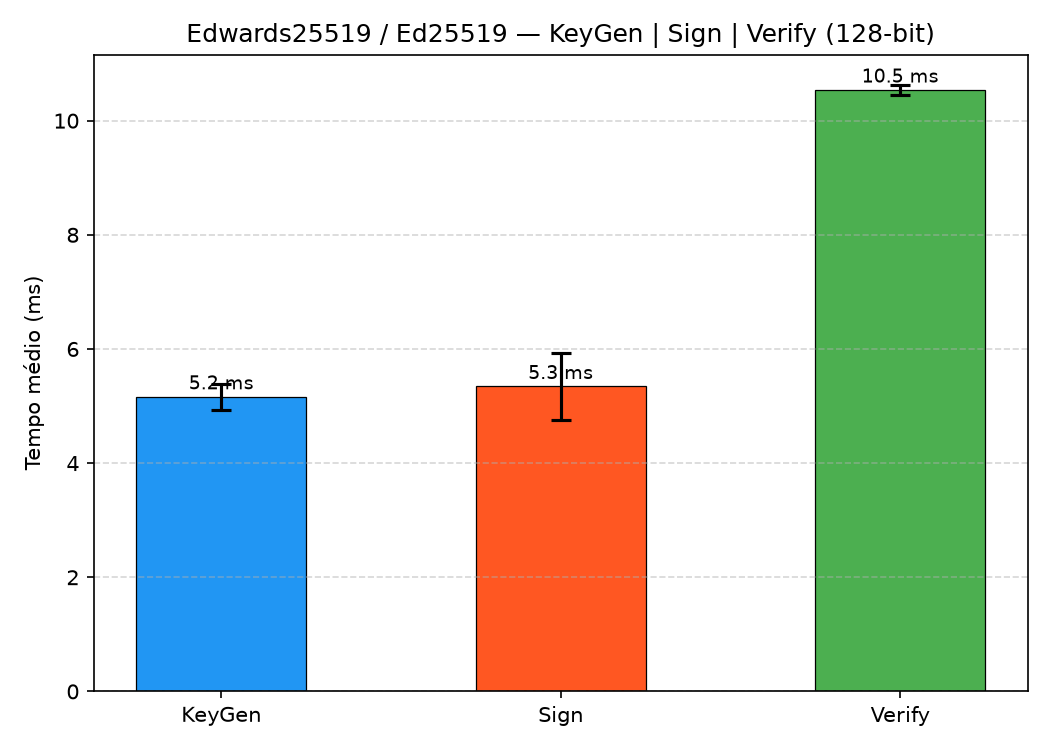 Edwards25519 / Ed25519 — KeyGen | Sign | Verify (128-bit)
Tempo médio (ms)
10
8
6
4
2
0
5.2 ms
5.3 ms
10.5 ms
KeyGen
Sign
Verify